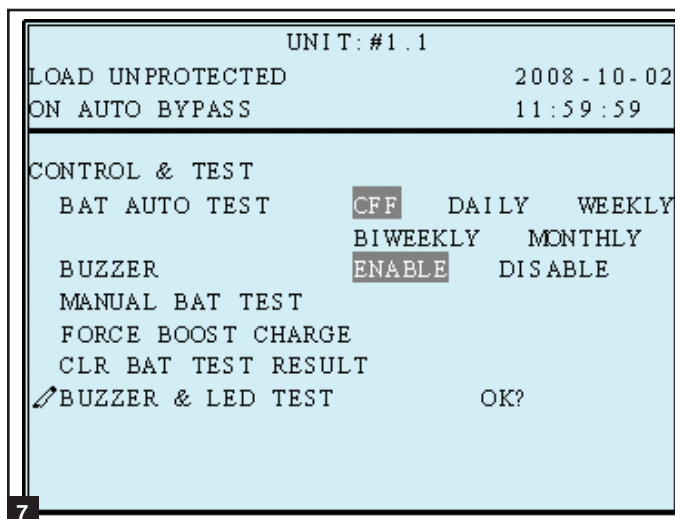 UNIT:#1.1
LOAD UNPROTECTED 2008-10-02
ON AUTO BYPASS 11:59:59
CONTROL & TEST
BAT AUTO TEST CFF DAILY WEEKLY
BIWEEKLY MONTHLY
BUZZER ENABLE DISABLE
MANUAL BAT TEST
FORCE BOOST CHARGE
CLR BAT TEST RESULT
BUZZER & LED TEST OK?
7